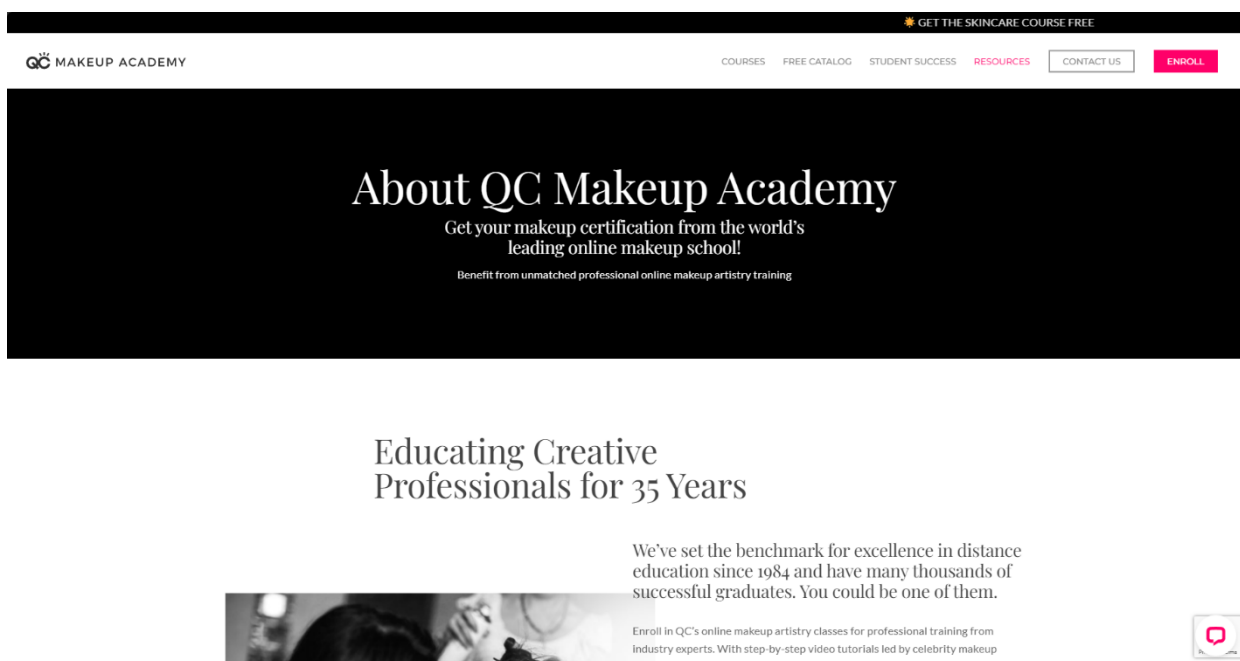 GET THE SKINCARE COURSE FREE
QC MAKEUP ACADEMY
COURSES FREE CATALOG STUDENT SUCCESS RESOURCES CONTACT US ENROLL
About QC Makeup Academy
Get your makeup certification from the world's
leading online makeup school!
Benefit from unmatched professional online makeup artistry training
Educating Creative
Professionals for 35 Years
We've set the benchmark for excellence in distance
education since 1984 and have many thousands of
successful graduates. You could be one of them.
Enroll in QC's online makeup artistry classes for professional training from
industry experts. With step-by-step video tutorials led by celebrity makeup